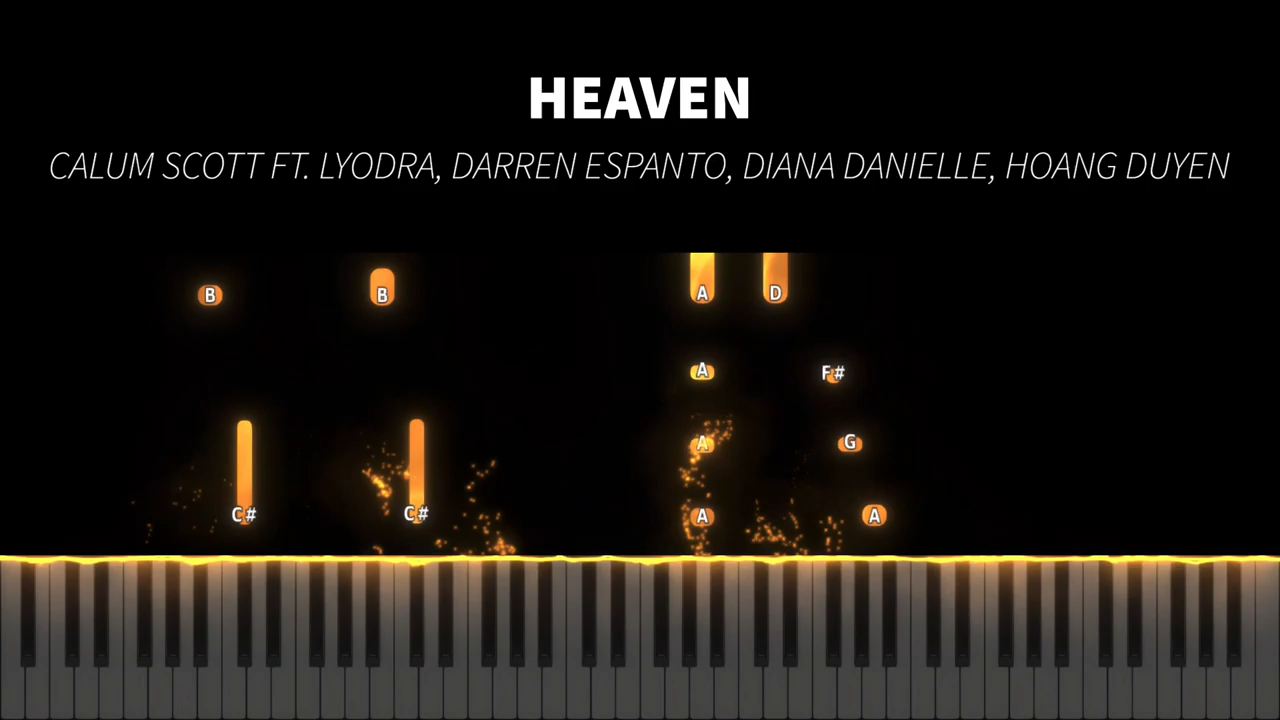 HEAVEN
CALUM SCOTT FT. LYODRA, DARREN ESPANTO, DIANA DANIELLE, HOANG DUYEN
B B A D
A F#
A G
C# C# A A